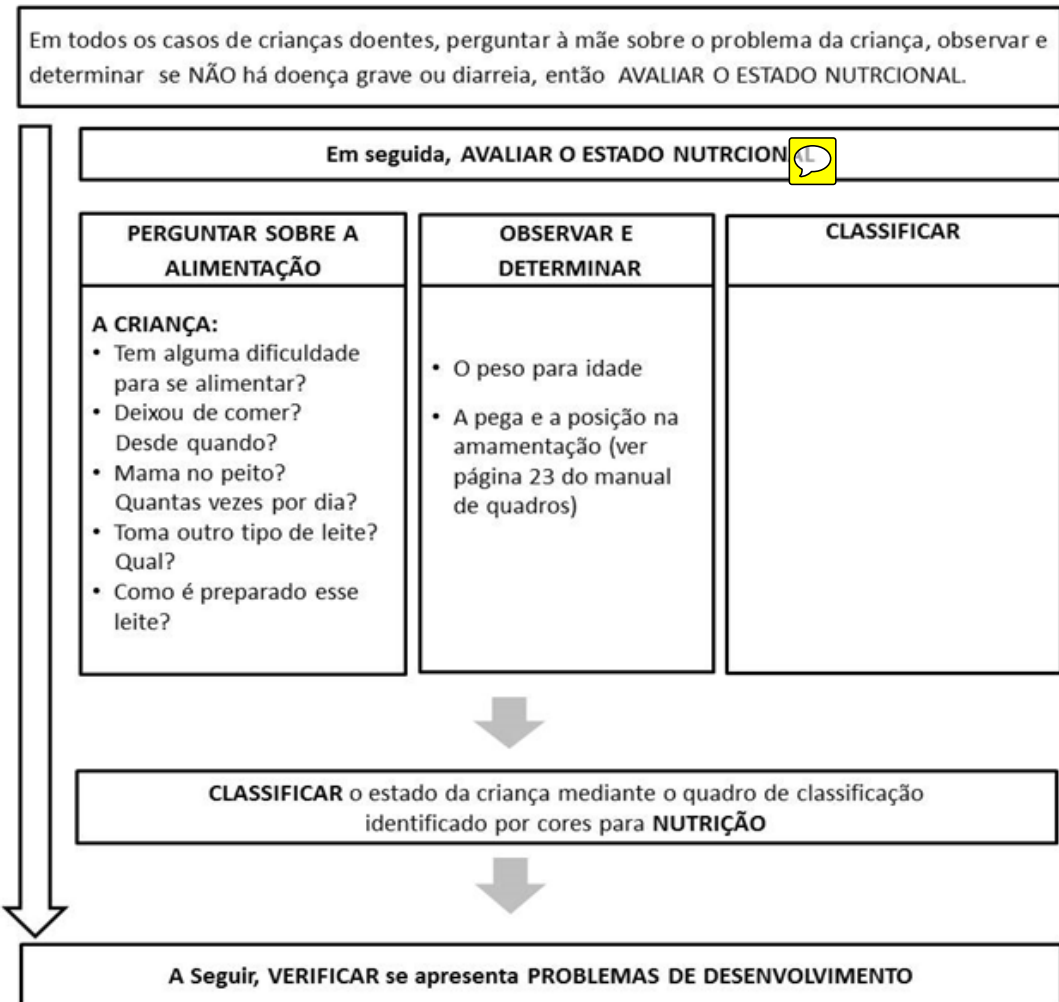 Em todos os casos de crianças doentes, perguntar à mãe sobre o problema da criança, observar e
determinar se NÃO há doença grave ou diarreia, então AVALIAR O ESTADO NUTRCIONAL.
Em seguida, AVALIAR O ESTADO NUTRCIONAL
PERGUNTAR SOBRE A
ALIMENTAÇÃO
A CRIANÇA:
• Tem alguma dificuldade
para se alimentar?
• Deixou de comer?
Desde quando?
• Mama no peito?
Quantas vezes por dia?
• Toma outro tipo de leite?
Qual?
• Como é preparado esse
leite?
OBSERVAR E
DETERMINAR
• O peso para idade
• A pega e a posição na
amamentação (ver
página 23 do manual
de quadros)
CLASSIFICAR
CLASSIFICAR o estado da criança mediante o quadro de classificação
identificado por cores para NUTRIÇÃO
A Seguir, VERIFICAR se apresenta PROBLEMAS DE DESENVOLVIMENTO